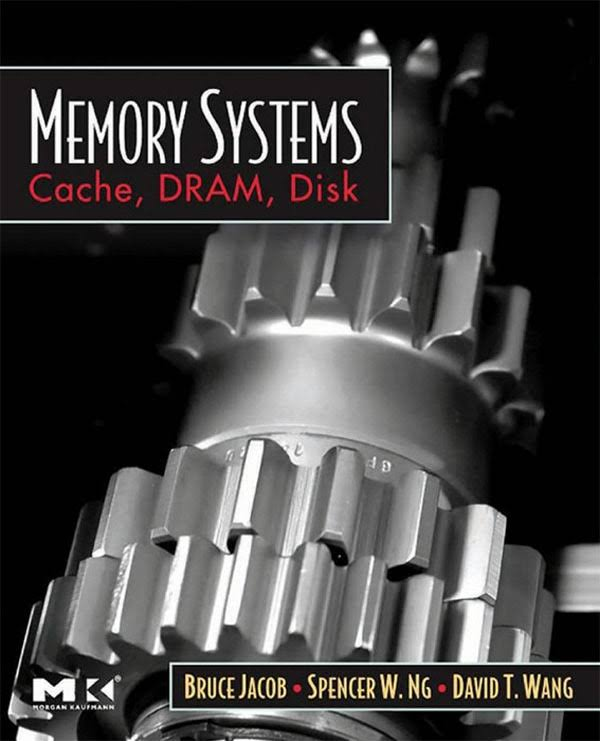 MEMORY SYSTEMS
Cache, DRAM, Disk
BRUCE JACOB • SPENCER W. NG • DAVID T. WANG
MK®
MORGAN KAUFMANN